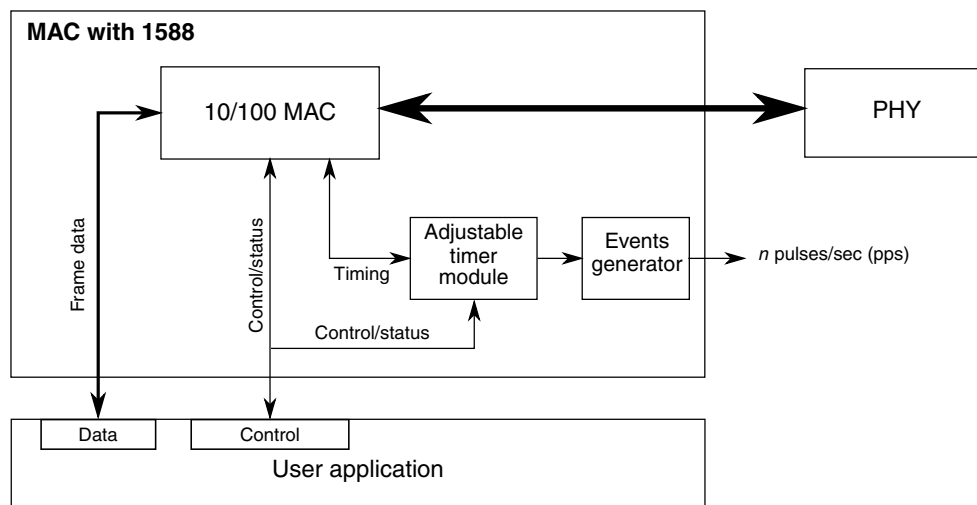 MAC with 1588
10/100 MAC
PHY
Frame data
Control/status
Timing
Adjustable
timer
module
Events
generator
n pulses/sec (pps)
Control/status
Data
Control
User application